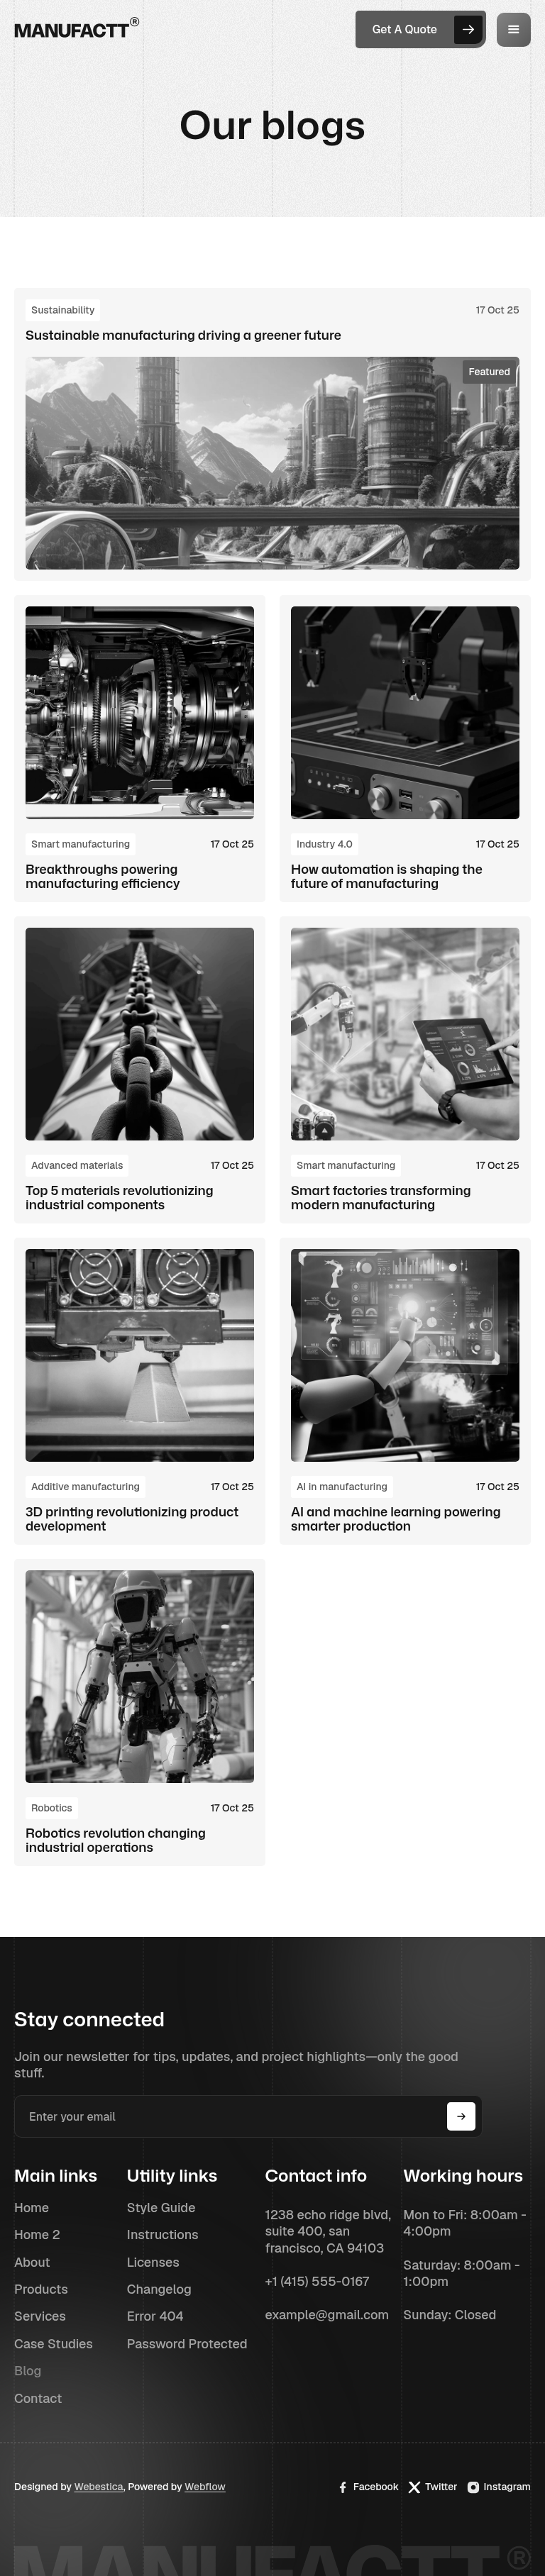 MANUFACTT®
Get A Quote
Our blogs
Sustainability
17 Oct 25
Sustainable manufacturing driving a greener future
Featured
Smart manufacturing
17 Oct 25
Breakthroughs powering
manufacturing efficiency
Industry 4.0
17 Oct 25
How automation is shaping the
future of manufacturing
Advanced materials
17 Oct 25
Top 5 materials revolutionizing
industrial components
Smart manufacturing
17 Oct 25
Smart factories transforming
modern manufacturing
Additive manufacturing
17 Oct 25
3D printing revolutionizing product
development
AI in manufacturing
17 Oct 25
AI and machine learning powering
smarter production
Robotics
17 Oct 25
Robotics revolution changing
industrial operations
Stay connected
Join our newsletter for tips, updates, and project highlights—only the good
stuff.
Enter your email
Main links
Home
Home 2
About
Products
Services
Case Studies
Blog
Contact
Utility links
Style Guide
Instructions
Licenses
Changelog
Error 404
Password Protected
Contact info
1238 echo ridge blvd,
suite 400, san
francisco, CA 94103
+1 (415) 555-0167
example@gmail.com
Working hours
Mon to Fri: 8:00am -
4:00pm
Saturday: 8:00am -
1:00pm
Sunday: Closed
Designed by Webestica, Powered by Webflow
Facebook
Twitter
Instagram
MANUFACTT®